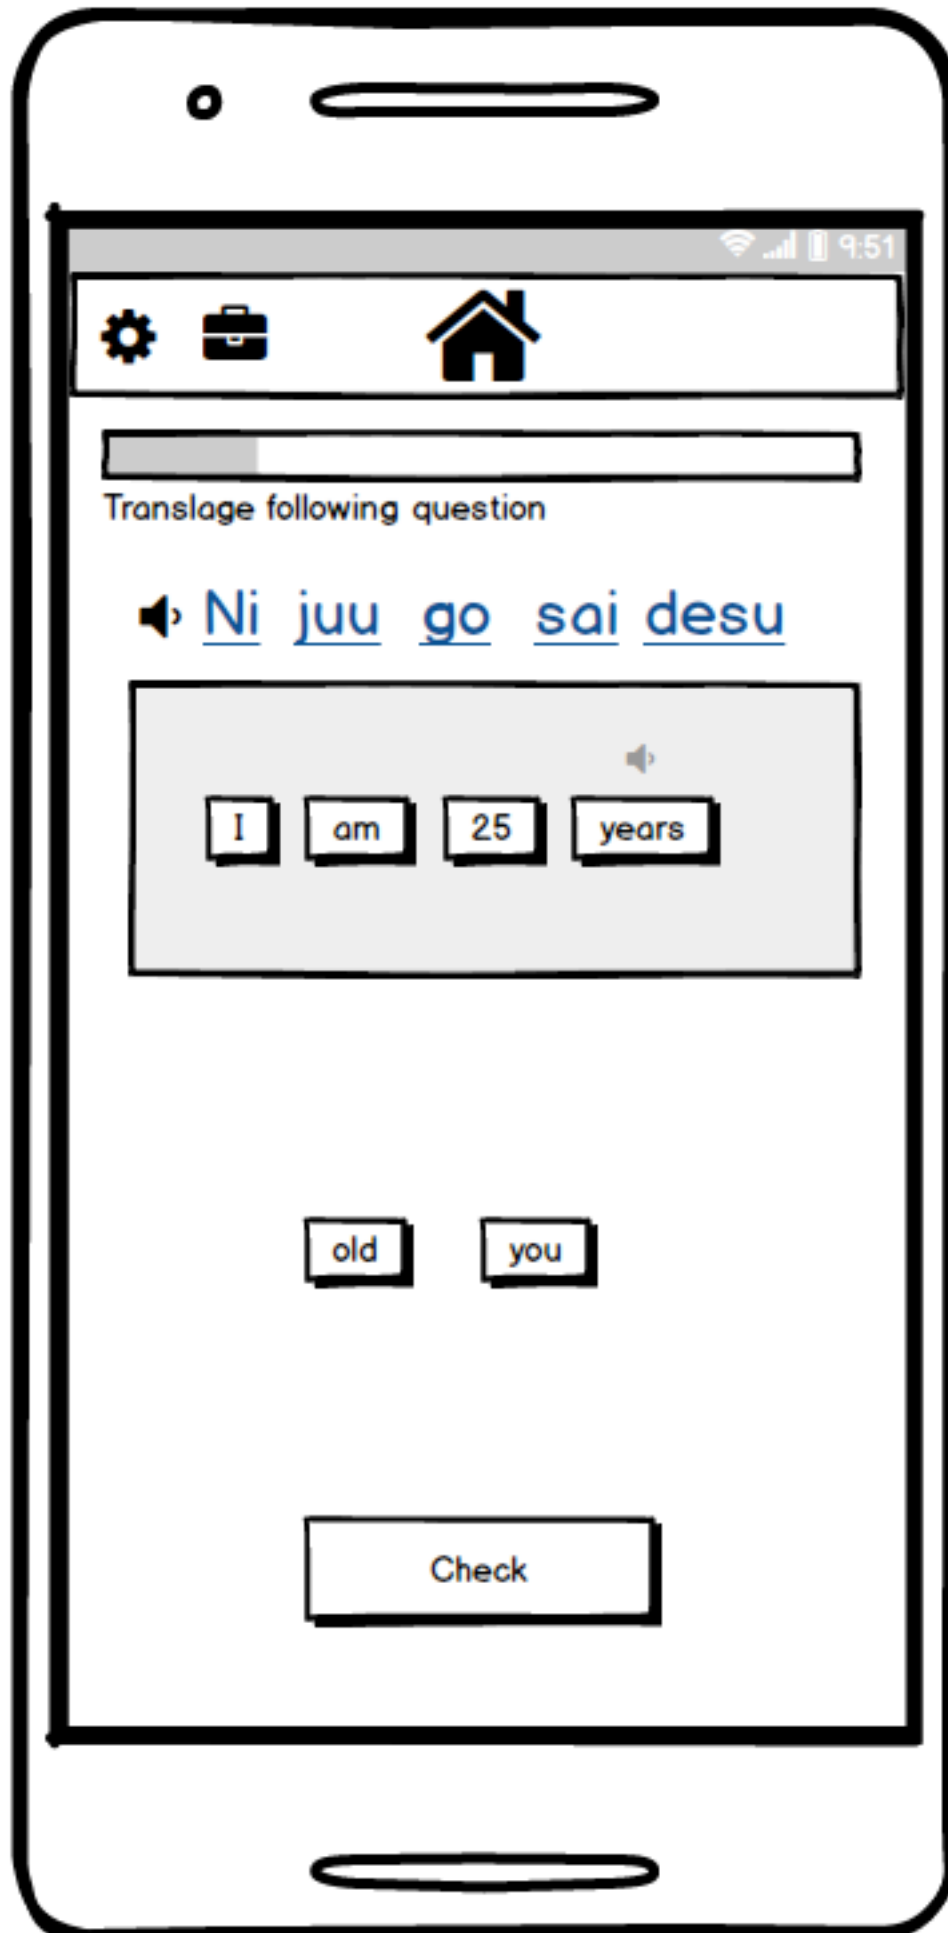 9:51
Translage following question
Ni juu go sai desu
I am 25 years
old you
Check